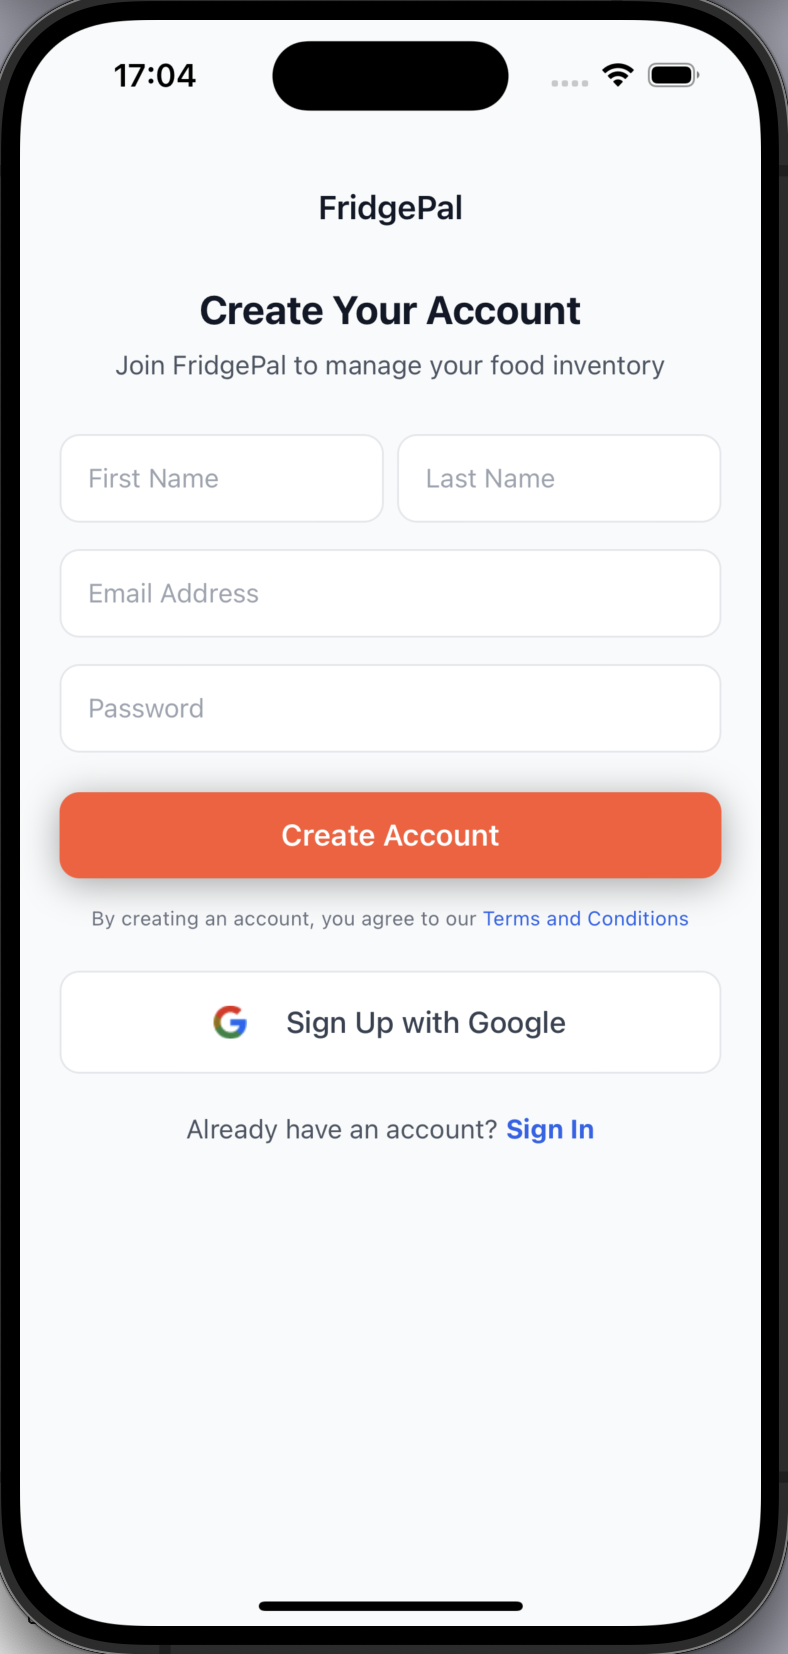 17:04
FridgePal
Create Your Account
Join FridgePal to manage your food inventory
First Name
Last Name
Email Address
Password
Create Account
By creating an account, you agree to our Terms and Conditions
Sign Up with Google
Already have an account? Sign In